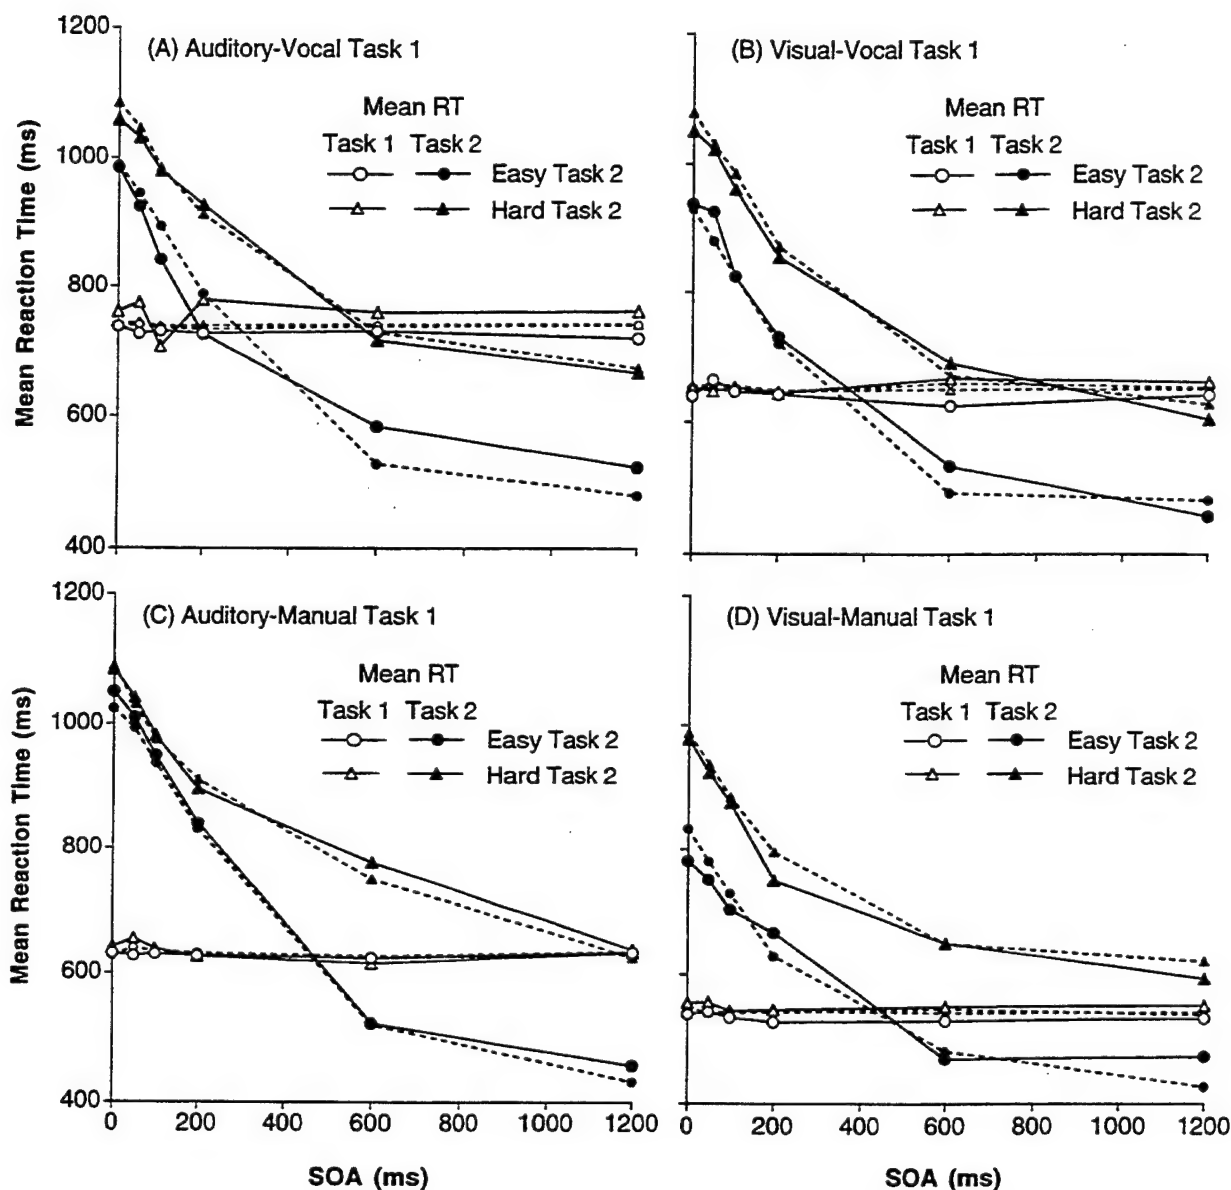 (A) Auditory-Vocal Task 1
Mean RT
Task 1 Task 2
Easy Task 2
Hard Task 2
Mean Reaction Time (ms)
1200
1000
800
600
400
(B) Visual-Vocal Task 1
Mean RT
Task 1 Task 2
Easy Task 2
Hard Task 2
(C) Auditory-Manual Task 1
Mean RT
Task 1 Task 2
Easy Task 2
Hard Task 2
Mean Reaction Time (ms)
1200
1000
800
600
400
0 200 400 600 800 1000 1200
SOA (ms)
(D) Visual-Manual Task 1
Mean RT
Task 1 Task 2
Easy Task 2
Hard Task 2
0 200 400 600 800 1000 1200
SOA (ms)